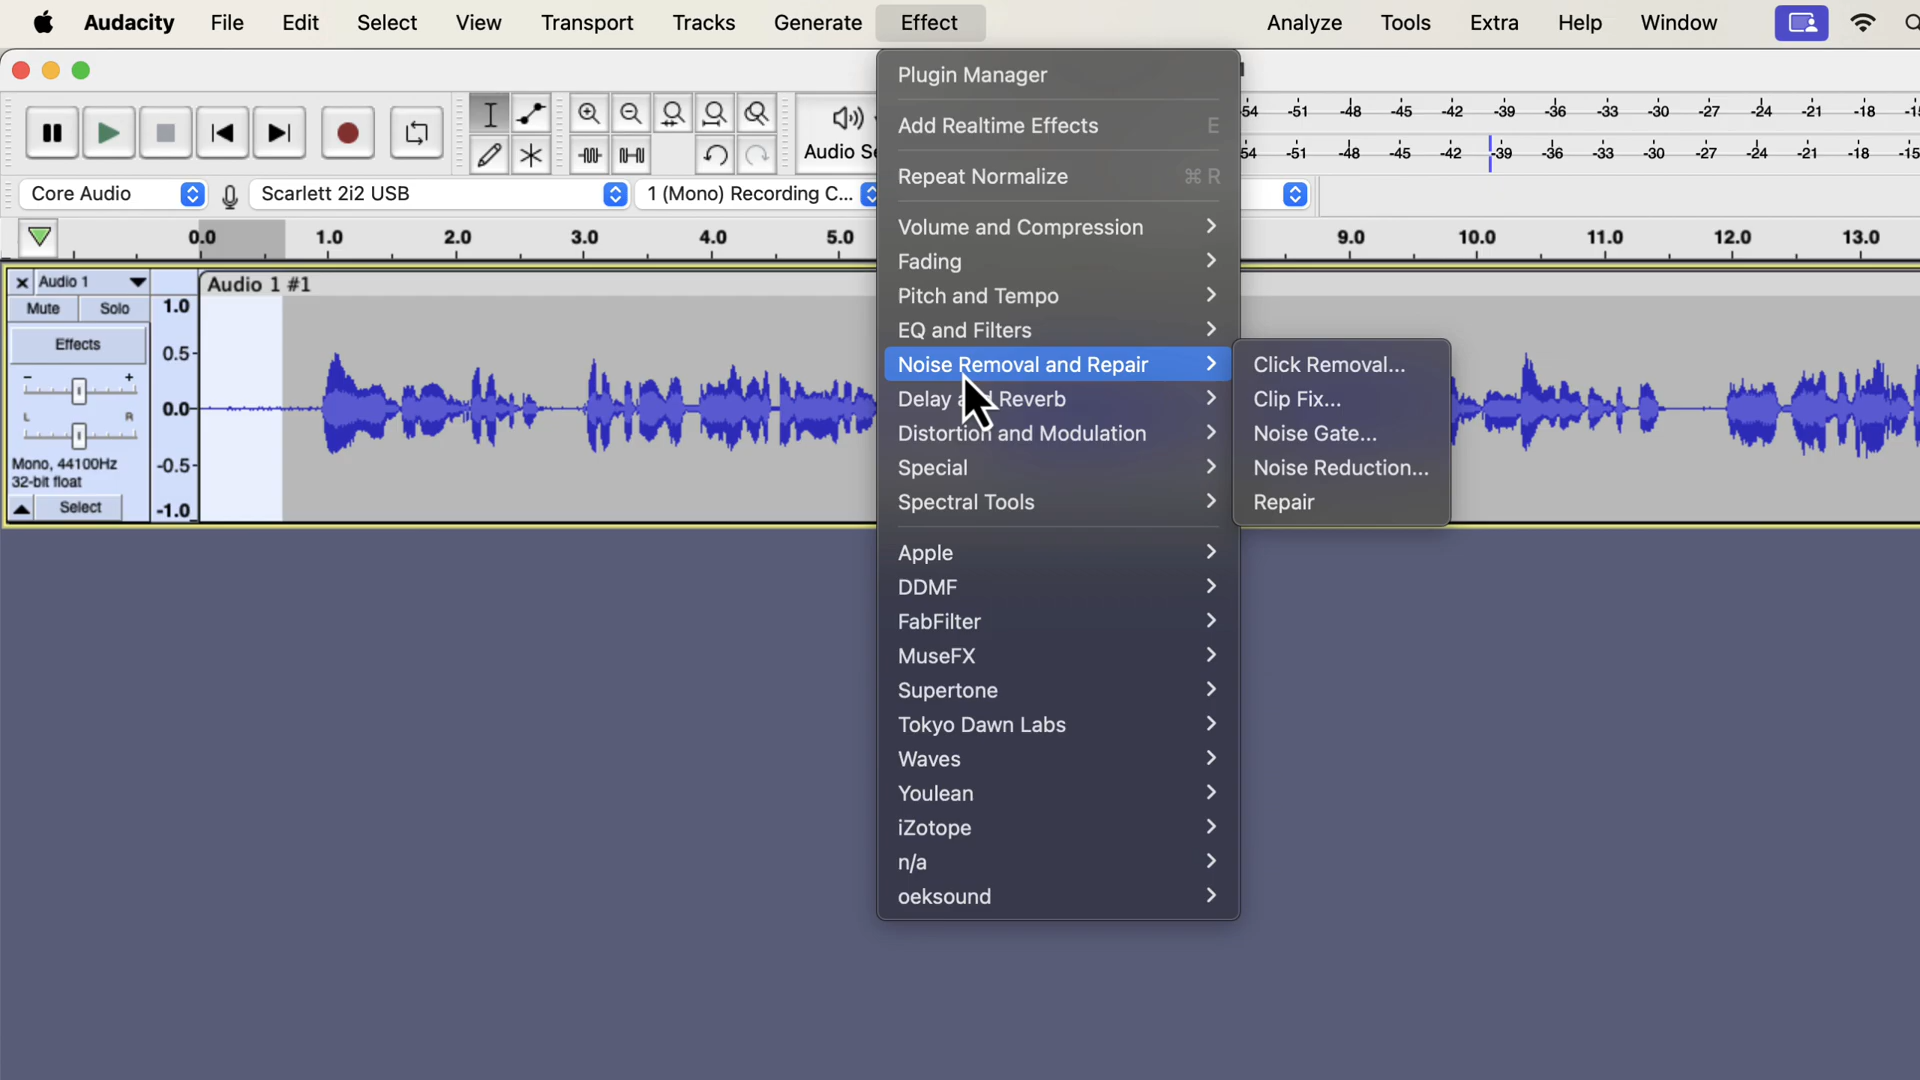 Audacity File Edit Select View Transport Tracks Generate Effect Analyze Tools Extra Help Window
Plugin Manager
Add Realtime Effects E
Repeat Normalize ⌘ R
Volume and Compression
Fading
Pitch and Tempo
EQ and Filters
Noise Removal and Repair
Delay Reverb
Distortion and Modulation
Special
Spectral Tools
Apple
DDMF
FabFilter
MuseFX
Supertone
Tokyo Dawn Labs
Waves
Youlean
iZotope
n/a
oeksound
Click Removal...
Clip Fix...
Noise Gate...
Noise Reduction...
Repair
Audio
54 -51 -48 -45 -42 -39 -36 -33 -30 -27 -24 -21 -18
54 -51 -48 -45 -42 -39 -36 -33 -30 -27 -24 -21 -18 -15
Core Audio Scarlett 2i2 USB 1 (Mono) Recording C...
0.0 1.0 2.0 3.0 4.0 5.0 9.0 10.0 11.0 12.0 13.0
Audio 1
Audio 1 #1
Mute Solo
Effects
- +
L R
Mono, 44100Hz
32-bit float
Select
1.0
0.5-
0.0-
-0.5-
-1.0